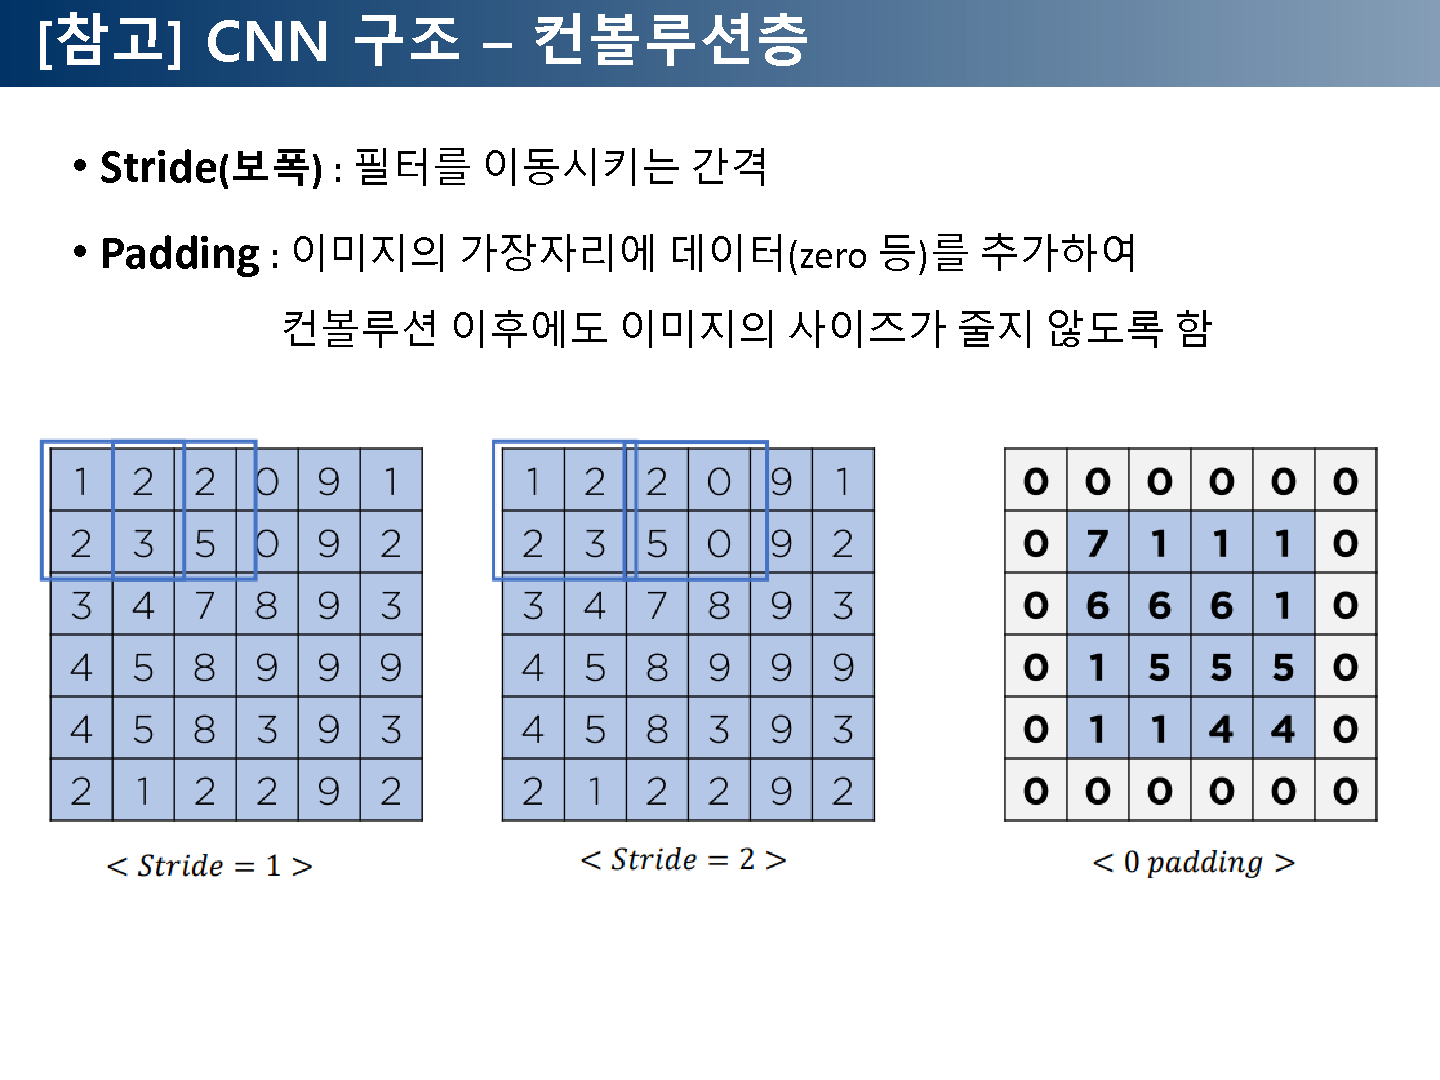 [참고] CNN 구조 – 컨볼루션층
• Stride(보폭) : 필터를 이동시키는 간격
• Padding : 이미지의 가장자리에 데이터(zero 등)를 추가하여
컨볼루션 이후에도 이미지의 사이즈가 줄지 않도록 함
1 2 2 0 9 1
2 3 5 0 9 2
3 4 7 8 9 3
4 5 8 9 9 9
4 5 8 3 9 3
2 1 2 2 9 2
< Stride = 1 >
1 2 2 0 9 1
2 3 5 0 9 2
3 4 7 8 9 3
4 5 8 9 9 9
4 5 8 3 9 3
2 1 2 2 9 2
< Stride = 2 >
0 0 0 0 0 0
0 7 1 1 1 0
0 6 6 6 1 0
0 1 5 5 5 0
0 1 1 4 4 0
0 0 0 0 0 0
< 0 padding >